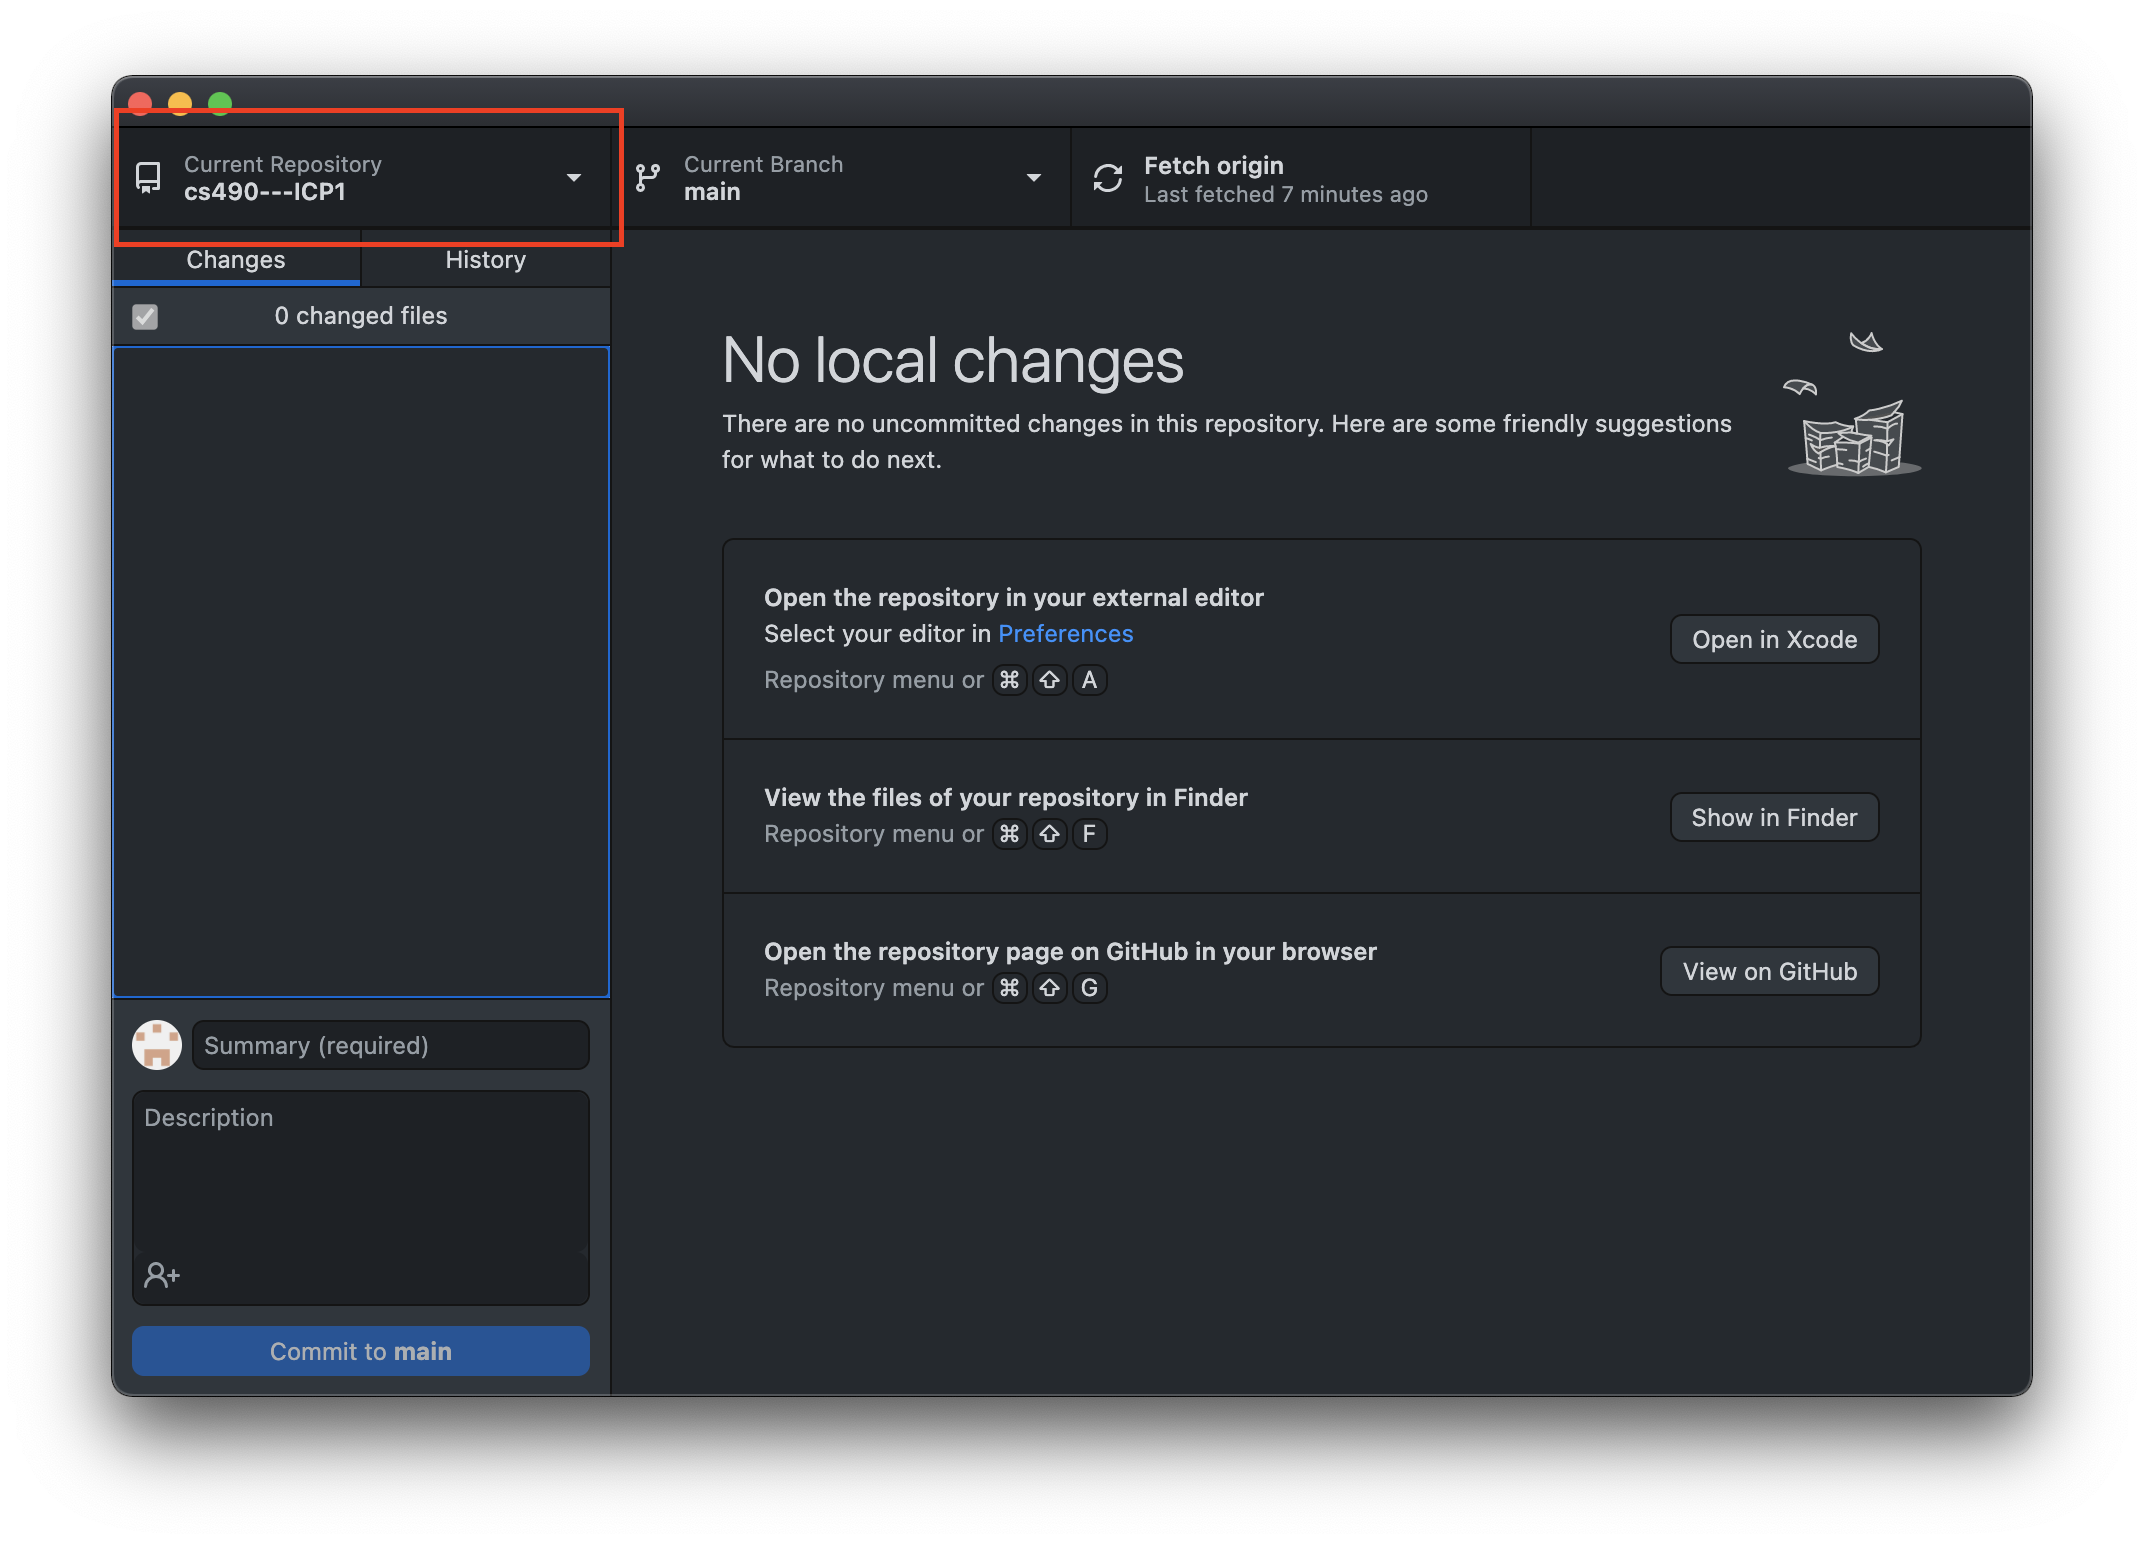 Current Repository
cs490---ICP1
Current Branch
main
Fetch origin
Last fetched 7 minutes ago
Changes
History
0 changed files
No local changes
There are no uncommitted changes in this repository. Here are some friendly suggestions
for what to do next.
Open the repository in your external editor
Select your editor in Preferences
Repository menu or ⌘ ⇧ A
Open in Xcode
View the files of your repository in Finder
Repository menu or ⌘ ⇧ F
Show in Finder
Open the repository page on GitHub in your browser
Repository menu or ⌘ ⇧ G
View on GitHub
Summary (required)
Description
Commit to main